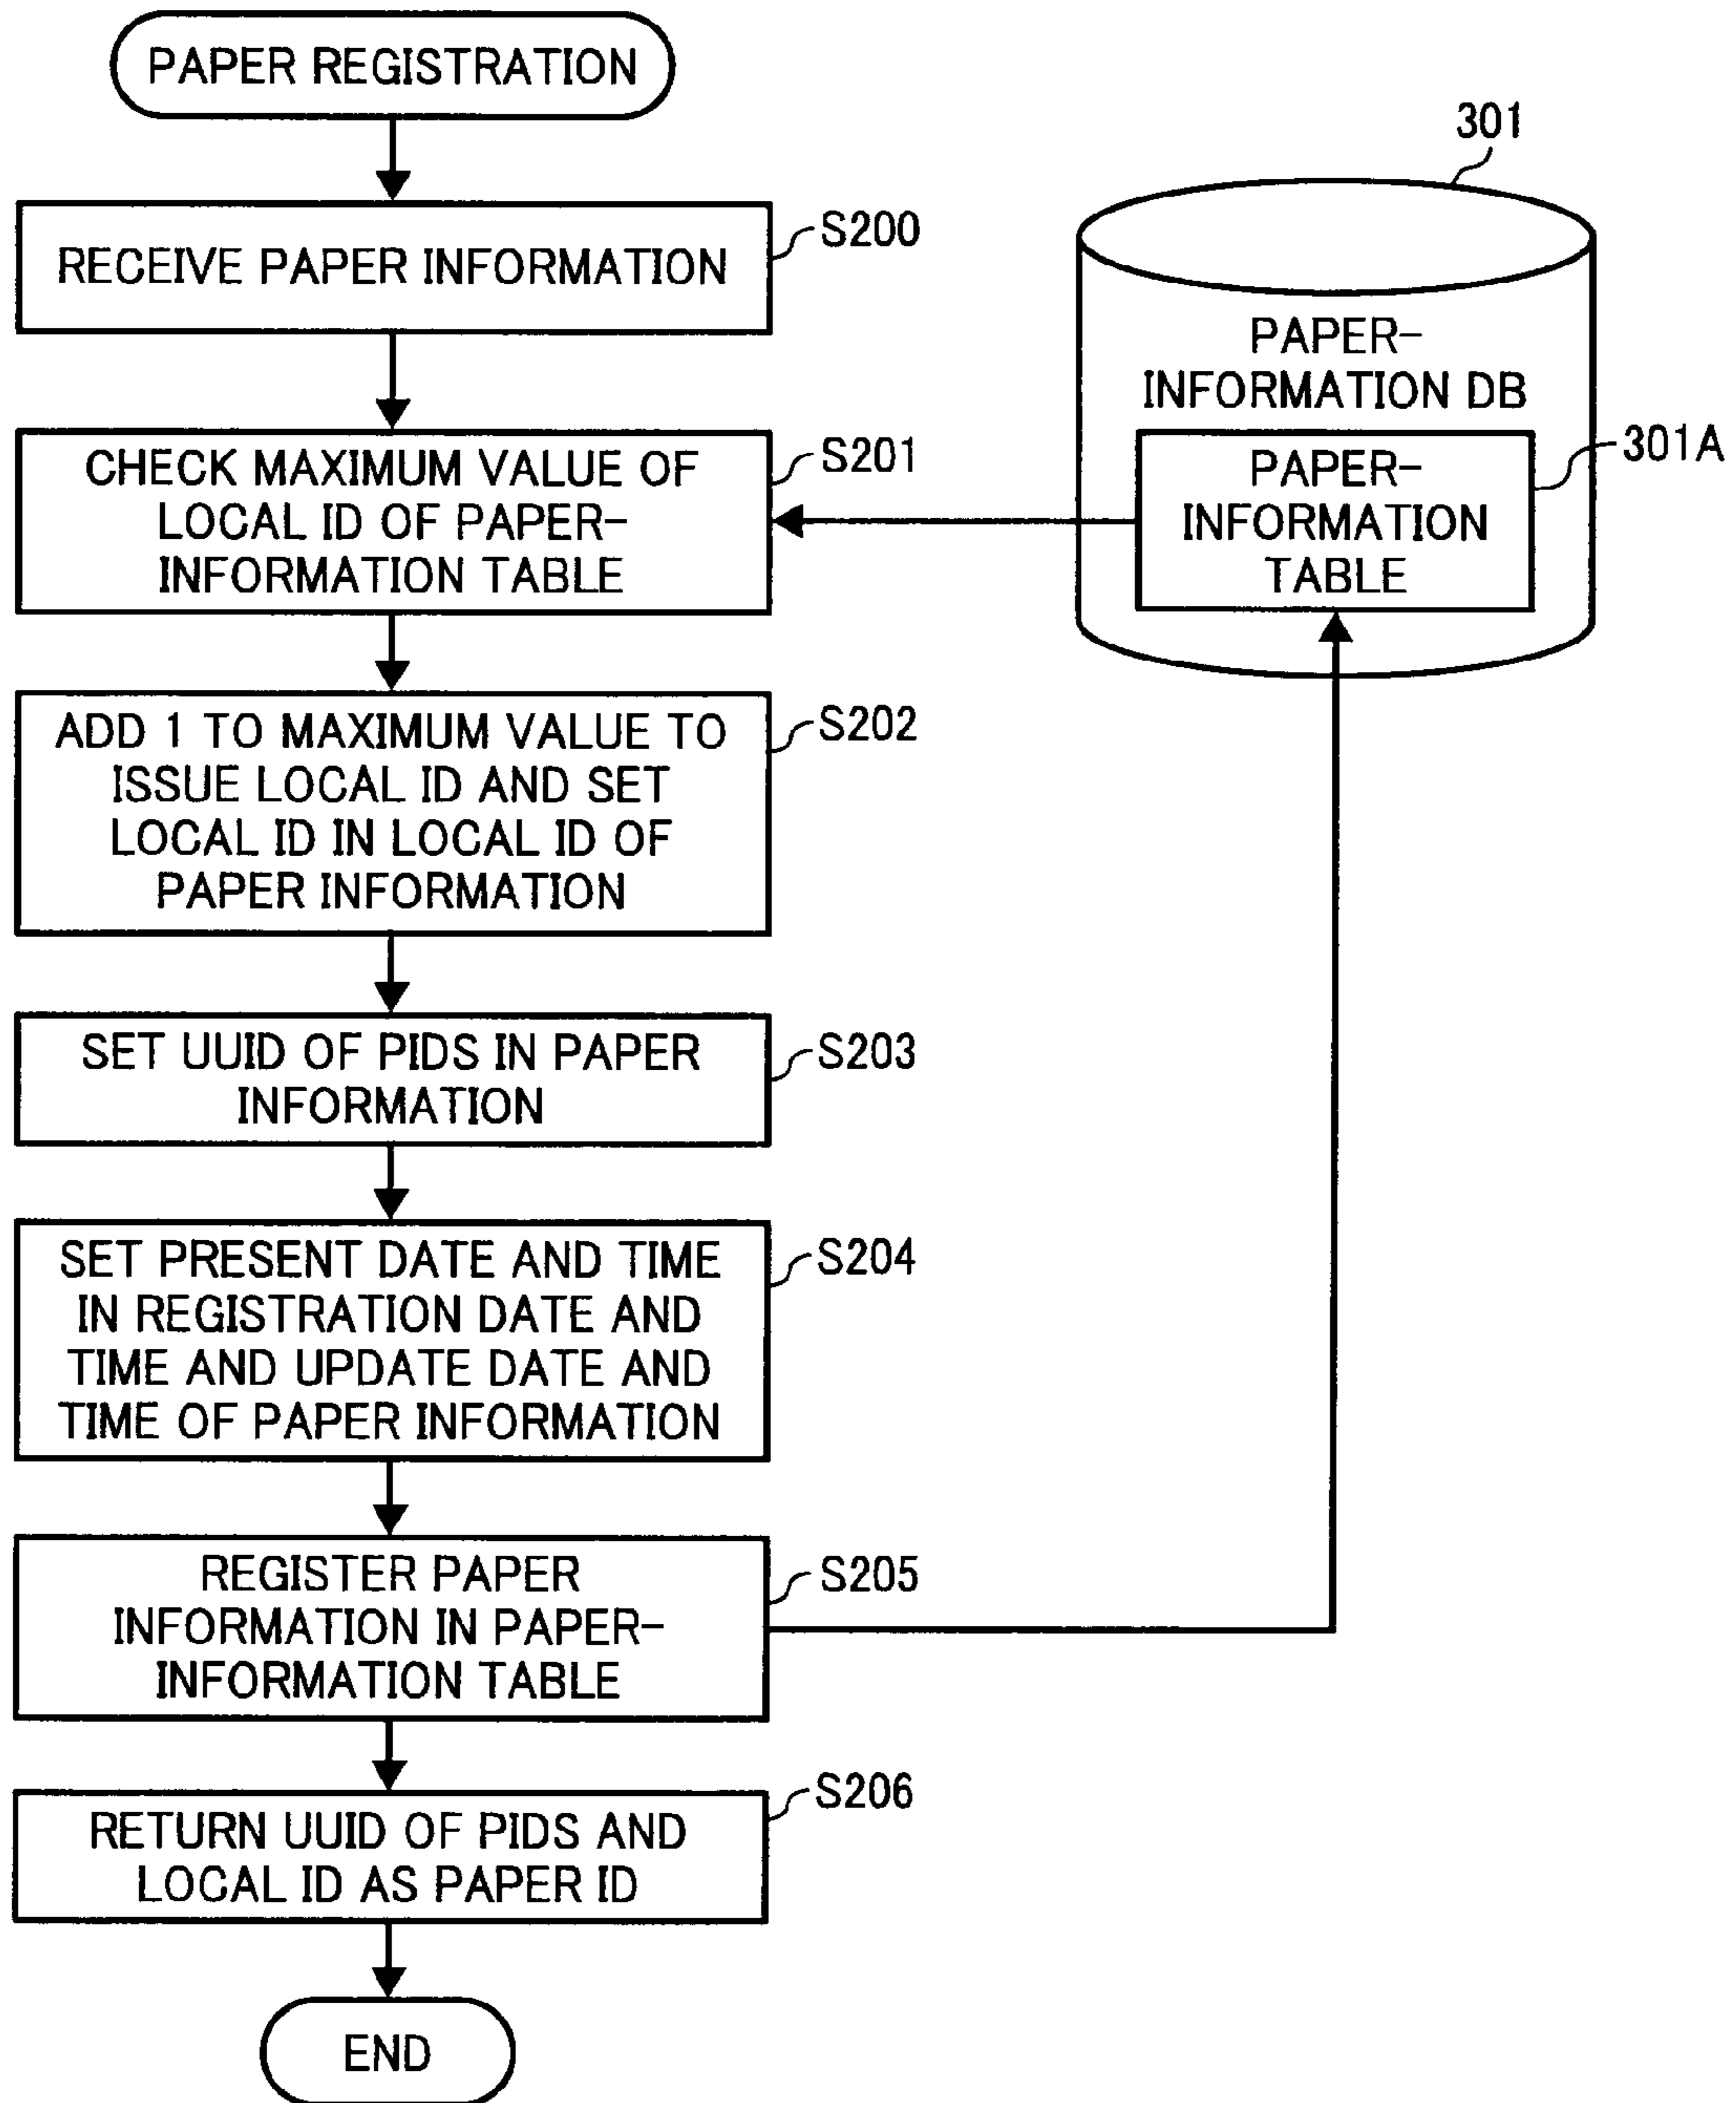 PAPER REGISTRATION
RECEIVE PAPER INFORMATION
S200
CHECK MAXIMUM VALUE OF
LOCAL ID OF PAPER-
INFORMATION TABLE
S201
ADD 1 TO MAXIMUM VALUE TO
ISSUE LOCAL ID AND SET
LOCAL ID IN LOCAL ID OF
PAPER INFORMATION
S202
SET UUID OF PIDS IN PAPER
INFORMATION
S203
SET PRESENT DATE AND TIME
IN REGISTRATION DATE AND
TIME AND UPDATE DATE AND
TIME OF PAPER INFORMATION
S204
REGISTER PAPER
INFORMATION IN PAPER-
INFORMATION TABLE
S205
RETURN UUID OF PIDS AND
LOCAL ID AS PAPER ID
S206
END
301
PAPER-
INFORMATION DB
PAPER-
INFORMATION
TABLE
301A